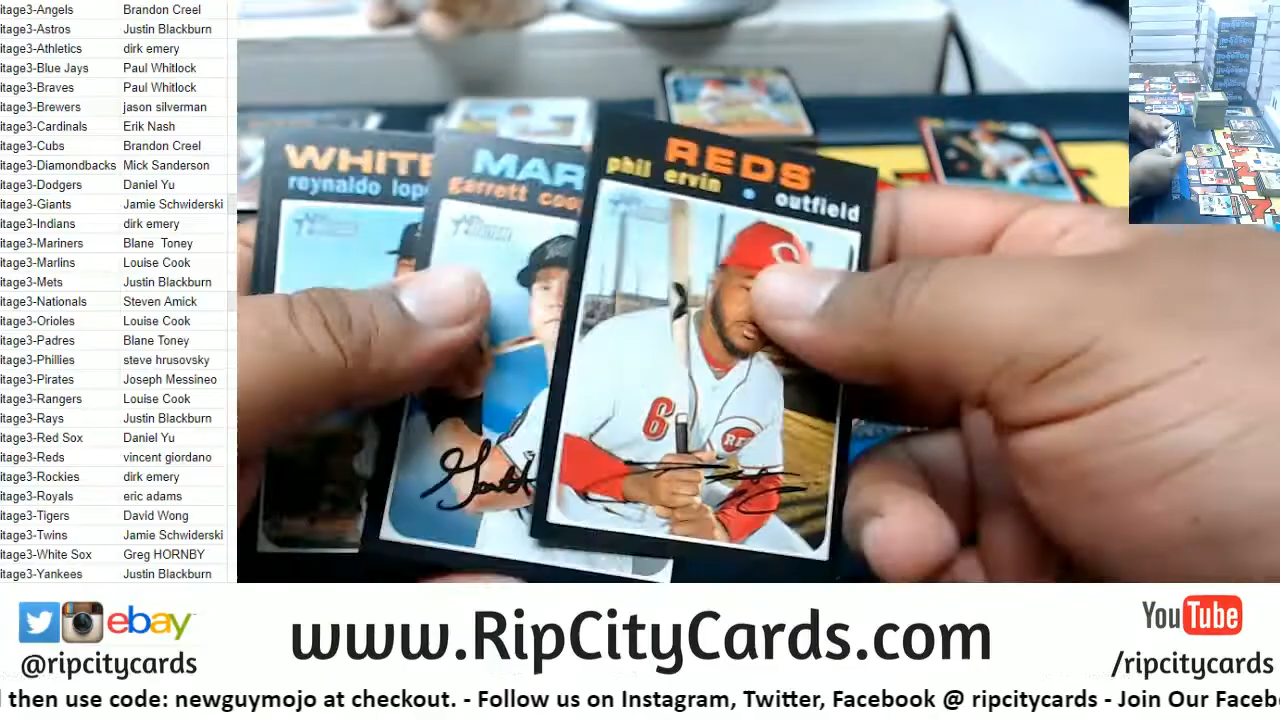 itage3-Angels Brandon Creel
itage3-Astros Justin Blackburn
itage3-Athletics dirk emery
itage3-Blue Jays Paul Whitlock
itage3-Braves Paul Whitlock
itage3-Brewers jason silverman
itage3-Cardinals Erik Nash
itage3-Cubs Brandon Creel
itage3-Diamondbacks Mick Sanderson
itage3-Dodgers Daniel Yu
itage3-Giants Jamie Schwiderski
itage3-Indians dirk emery
itage3-Mariners Blane Toney
itage3-Marlins Louise Cook
itage3-Mets Justin Blackburn
itage3-Nationals Steven Amick
itage3-Orioles Louise Cook
itage3-Padres Blane Toney
itage3-Phillies steve hrusovsky
itage3-Pirates Joseph Messineo
itage3-Rangers Louise Cook
itage3-Rays Justin Blackburn
itage3-Red Sox Daniel Yu
itage3-Reds vincent giordano
itage3-Rockies dirk emery
itage3-Royals eric adams
itage3-Tigers David Wong
itage3-Twins Jamie Schwiderski
itage3-White Sox Greg HORNBY
itage3-Yankees Justin Blackburn
WHITE
reynaldo lop
MAR
garrett coop
REDS
phil ervin outfield
6
REDS
ebay
@ripcitycards
www.RipCityCards.com
YouTube
/ripcitycards
then use code: newguymojo at checkout. - Follow us on Instagram, Twitter, Facebook @ ripcitycards - Join Our Faceb